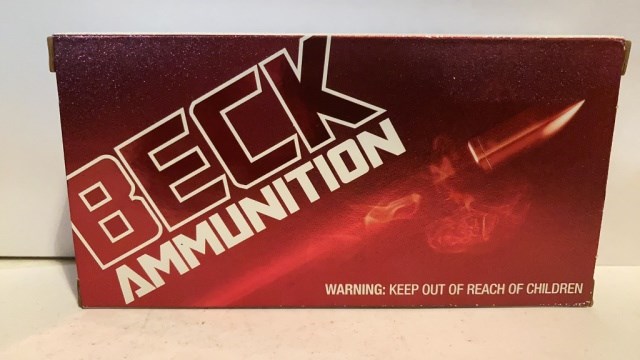 BECK
AMMUNITION
WARNING: KEEP OUT OF REACH OF CHILDREN